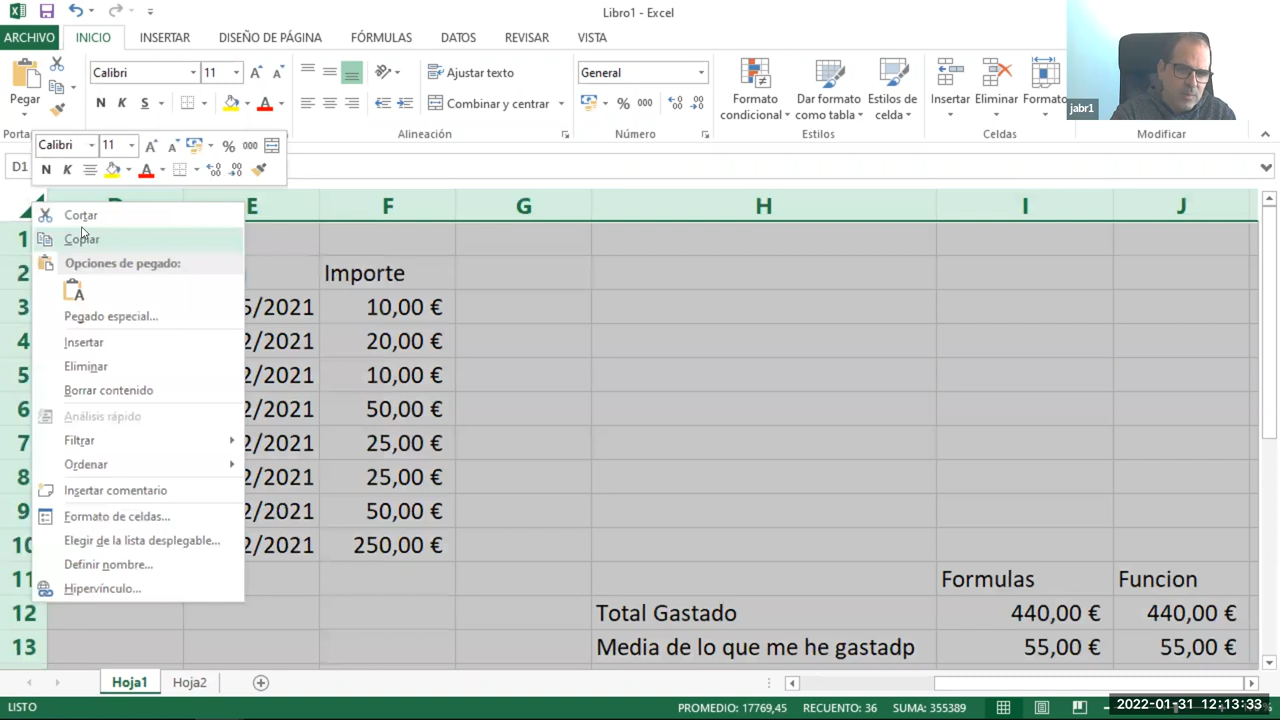 Libro1 - Excel
ARCHIVO INICIO INSERTAR DISEÑO DE PÁGINA FÓRMULAS DATOS REVISAR VISTA
Calibri 11 Ajustar texto General
Pegar N K S Combinar y centrar % 000 Formato condicional Dar formato como tabla Estilos de celda Insertar Eliminar Formato
jabr1
Porta Alineación Número Estilos Celdas Modificar
Calibri 11 % 000
N K
D1
E F G H I J
Cortar
Copiar
Opciones de pegado:
Pegado especial...
Insertar
Eliminar
Borrar contenido
Análisis rápido
Filtrar
Ordenar
Insertar comentario
Formato de celdas...
Elegir de la lista desplegable...
Definir nombre...
Hipervínculo...
1
2 Importe
3 5/2021 10,00 €
4 2/2021 20,00 €
5 2/2021 10,00 €
6 2/2021 50,00 €
7 2/2021 25,00 €
8 2/2021 25,00 €
9 2/2021 50,00 €
10 2/2021 250,00 €
11 Formulas Funcion
12 Total Gastado 440,00 € 440,00 €
13 Media de lo que me he gastadp 55,00 € 55,00 €
Hoja1 Hoja2
LISTO PROMEDIO: 17769,45 RECUENTO: 36 SUMA: 355389
2022-01-31 12:13:33